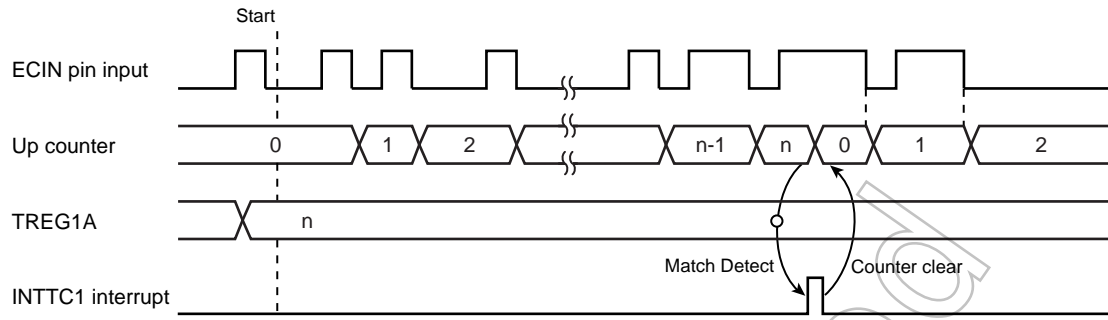 Start
ECIN pin input
Up counter 0 1 2 n-1 n 0 1 2
TREG1A n
Match Detect Counter clear
INTTC1 interrupt